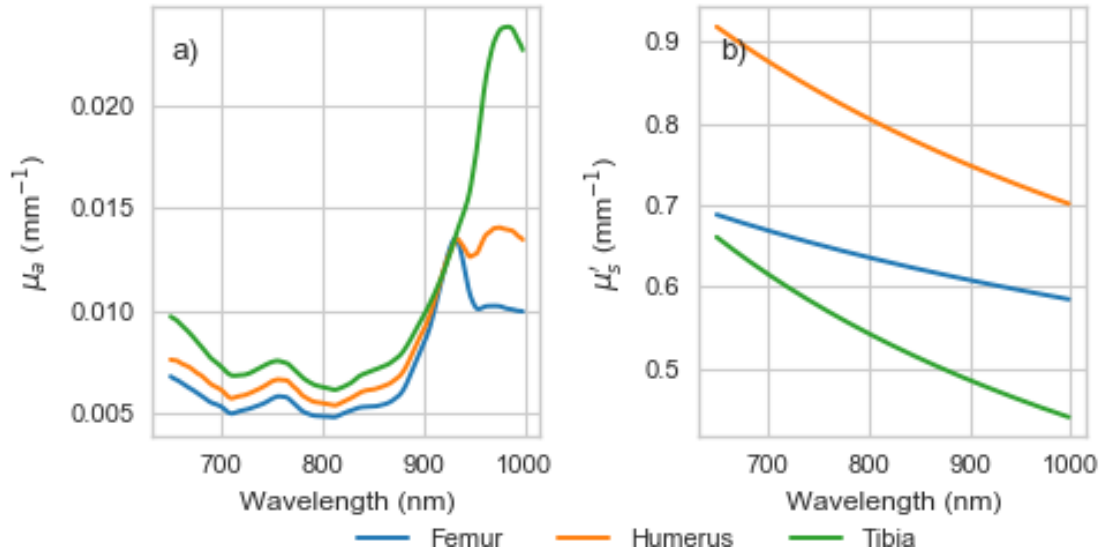 a)
0.020
0.015
0.010
0.005
μₐ (mm⁻¹)
700 800 900 1000
Wavelength (nm)
b)
0.9
0.8
0.7
0.6
0.5
μ′ₛ (mm⁻¹)
700 800 900 1000
Wavelength (nm)
Femur Humerus Tibia